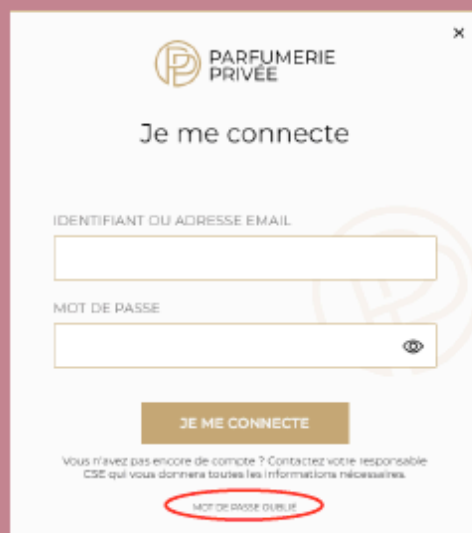 ×
PARFUMERIE
PRIVÉE
Je me connecte
IDENTIFIANT OU ADRESSE EMAIL
MOT DE PASSE
JE ME CONNECTE
Vous n'avez pas encore de compte ? Contactez votre responsable
CSE qui vous donnera toutes les informations nécessaires.
MOT DE PASSE OUBLIÉ